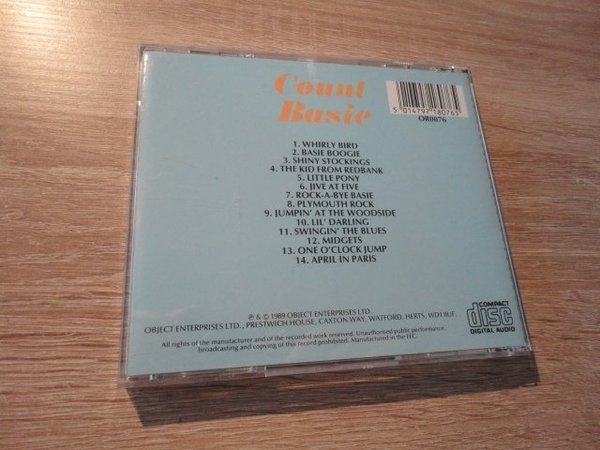 Count
Basie
5 014797 180765
OR0076
1. WHIRLY BIRD
2. BASIE BOOGIE
3. SHINY STOCKINGS
4. THE KID FROM REDBANK
5. LITTLE PONY
6. JIVE AT FIVE
7. ROCK-A-BYE BASIE
8. PLYMOUTH ROCK
9. JUMPIN' AT THE WOODSIDE
10. LIL' DARLING
11. SWINGIN' THE BLUES
12. MIDGETS
13. ONE O'CLOCK JUMP
14. APRIL IN PARIS
℗ & © 1989 OBJECT ENTERPRISES LTD.
OBJECT ENTERPRISES LTD., PRESTWICH HOUSE, CAXTON WAY, WATFORD, HERTS, WD1 8UF.
All rights of the manufacturer and of the recorded work reserved. Unauthorised public performance,
broadcasting and copying of this record prohibited. Manufactured in the EEC.
COMPACT
disc
DIGITAL AUDIO